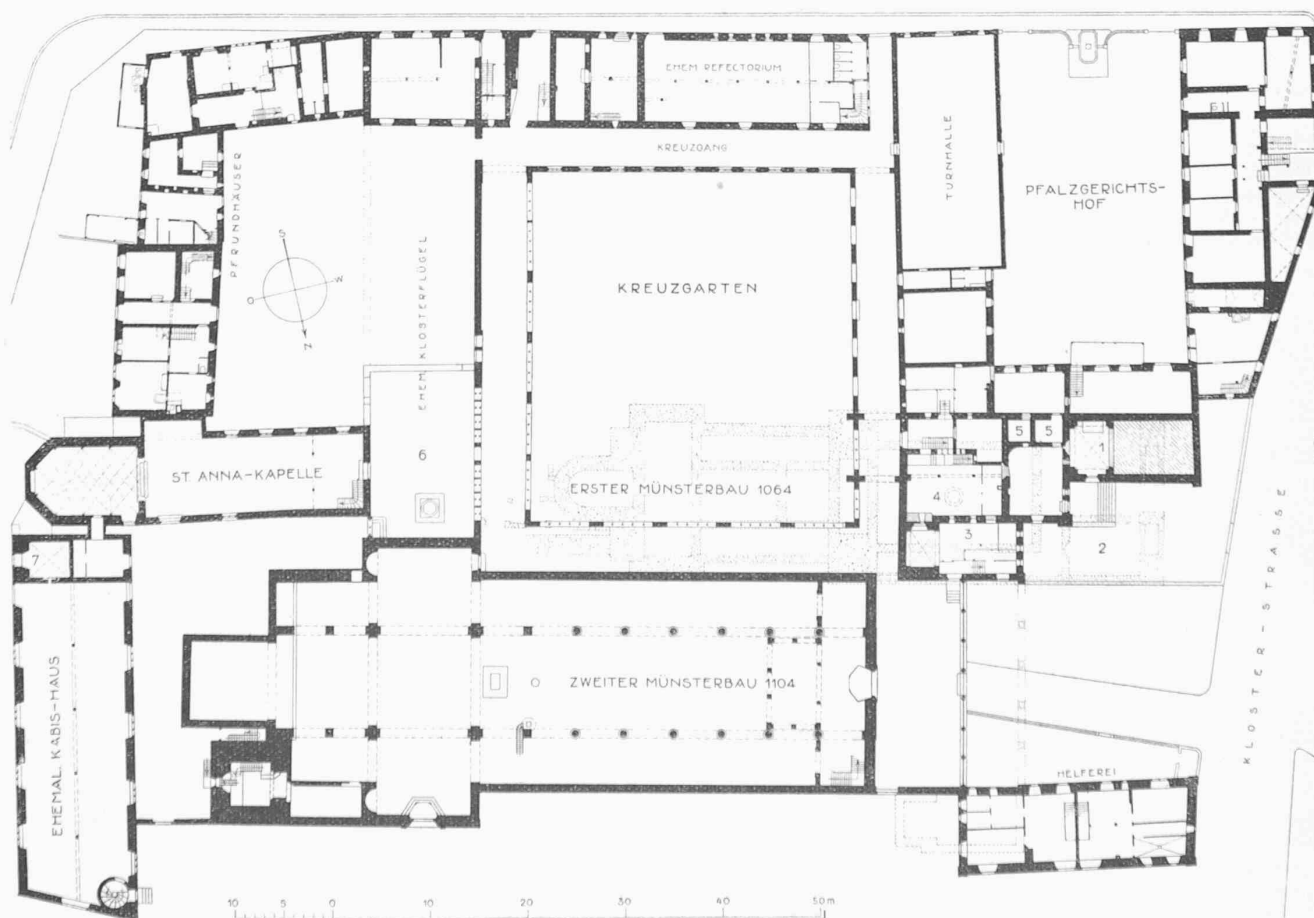 EHEM. REFECTORIUM
KREUZGANG
PFRUNDHÄUSER
EHEM. KLOSTERFLÜGEL
TURNHALLE
PFALZGERICHTS-
HOF
S
O
W
N
KREUZGARTEN
ST. ANNA-KAPELLE
6
ERSTER MÜNSTERBAU 1064
5
5
1
4
3
2
7
ZWEITER MÜNSTERBAU 1104
EHEMAL. KABIS-HAUS
KLOSTER-STRASSE
HELFEREI
10 5 0 10 20 30 40 50 m